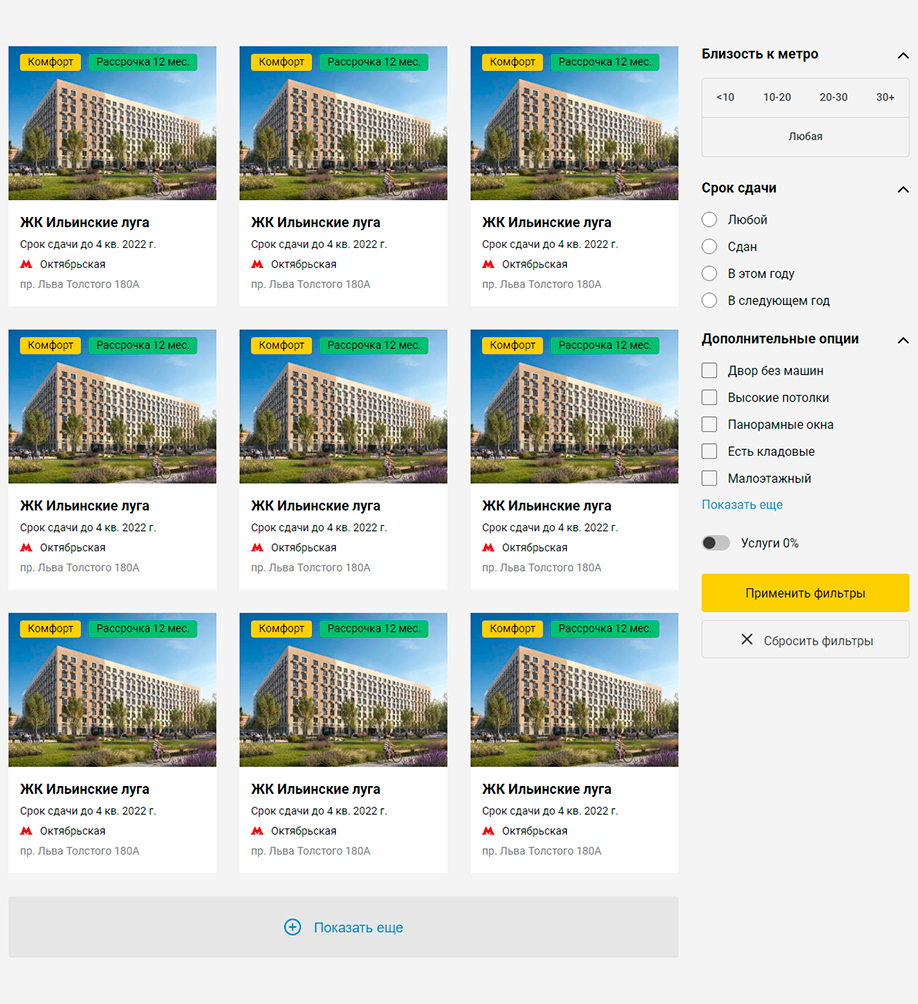 Комфорт Рассрочка 12 мес.
ЖК Ильинские луга
Срок сдачи до 4 кв. 2022 г.
Октябрьская
пр. Льва Толстого 180А
Комфорт Рассрочка 12 мес.
ЖК Ильинские луга
Срок сдачи до 4 кв. 2022 г.
Октябрьская
пр. Льва Толстого 180А
Комфорт Рассрочка 12 мес.
ЖК Ильинские луга
Срок сдачи до 4 кв. 2022 г.
Октябрьская
пр. Льва Толстого 180А
Комфорт Рассрочка 12 мес.
ЖК Ильинские луга
Срок сдачи до 4 кв. 2022 г.
Октябрьская
пр. Льва Толстого 180А
Комфорт Рассрочка 12 мес.
ЖК Ильинские луга
Срок сдачи до 4 кв. 2022 г.
Октябрьская
пр. Льва Толстого 180А
Комфорт Рассрочка 12 мес.
ЖК Ильинские луга
Срок сдачи до 4 кв. 2022 г.
Октябрьская
пр. Льва Толстого 180А
Комфорт Рассрочка 12 мес.
ЖК Ильинские луга
Срок сдачи до 4 кв. 2022 г.
Октябрьская
пр. Льва Толстого 180А
Комфорт Рассрочка 12 мес.
ЖК Ильинские луга
Срок сдачи до 4 кв. 2022 г.
Октябрьская
пр. Льва Толстого 180А
Комфорт Рассрочка 12 мес.
ЖК Ильинские луга
Срок сдачи до 4 кв. 2022 г.
Октябрьская
пр. Льва Толстого 180А
Показать еще
Близость к метро
<10 10-20 20-30 30+
Любая
Срок сдачи
Любой
Сдан
В этом году
В следующем год
Дополнительные опции
Двор без машин
Высокие потолки
Панорамные окна
Есть кладовые
Малоэтажный
Показать еще
Услуги 0%
Применить фильтры
Сбросить фильтры